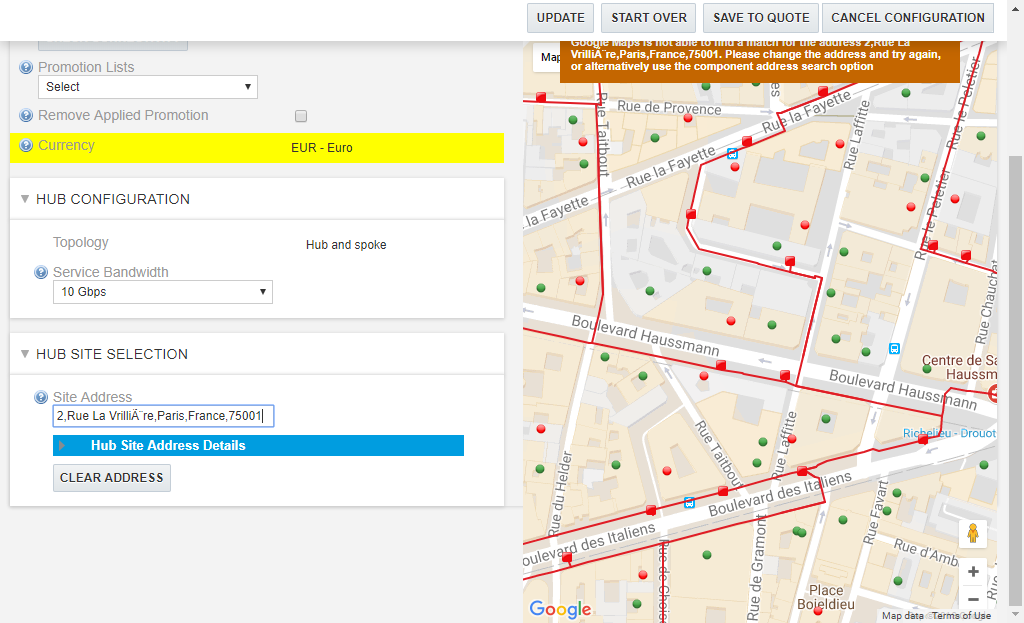 UPDATE
START OVER
SAVE TO QUOTE
CANCEL CONFIGURATION
Promotion Lists
Select
Remove Applied Promotion
Currency
EUR - Euro
HUB CONFIGURATION
Topology
Hub and spoke
Service Bandwidth
10 Gbps
HUB SITE SELECTION
Site Address
2,Rue La VrilliÃ¨re,Paris,France,75001
Hub Site Address Details
CLEAR ADDRESS
Map
Google Maps is not able to find a match for the address 2,Rue La
VrilliÃ¨re,Paris,France,75001. Please change the address and try again,
or alternatively use the component address search option
Rue de Provence
Rue la Fayette
Rue Taitbout
Rue Laffitte
Rue le Peletier
Rue la Fayette
la Fayette
Rue le Peletier
Rue Chauchat
Boulevard Haussmann
Centre de Sa
Haussm
Boulevard Haussmann
Richelieu - Drouot
Rue Laffitte
Rue Taitbout
Rue du Helder
Boulevard des Italiens
Rue Favart
oulevard des Italiens
Rue de Gramont
Rue de Chois
Rue d'Amb
Place
Boieldieu
Google
Map data
Terms of Use